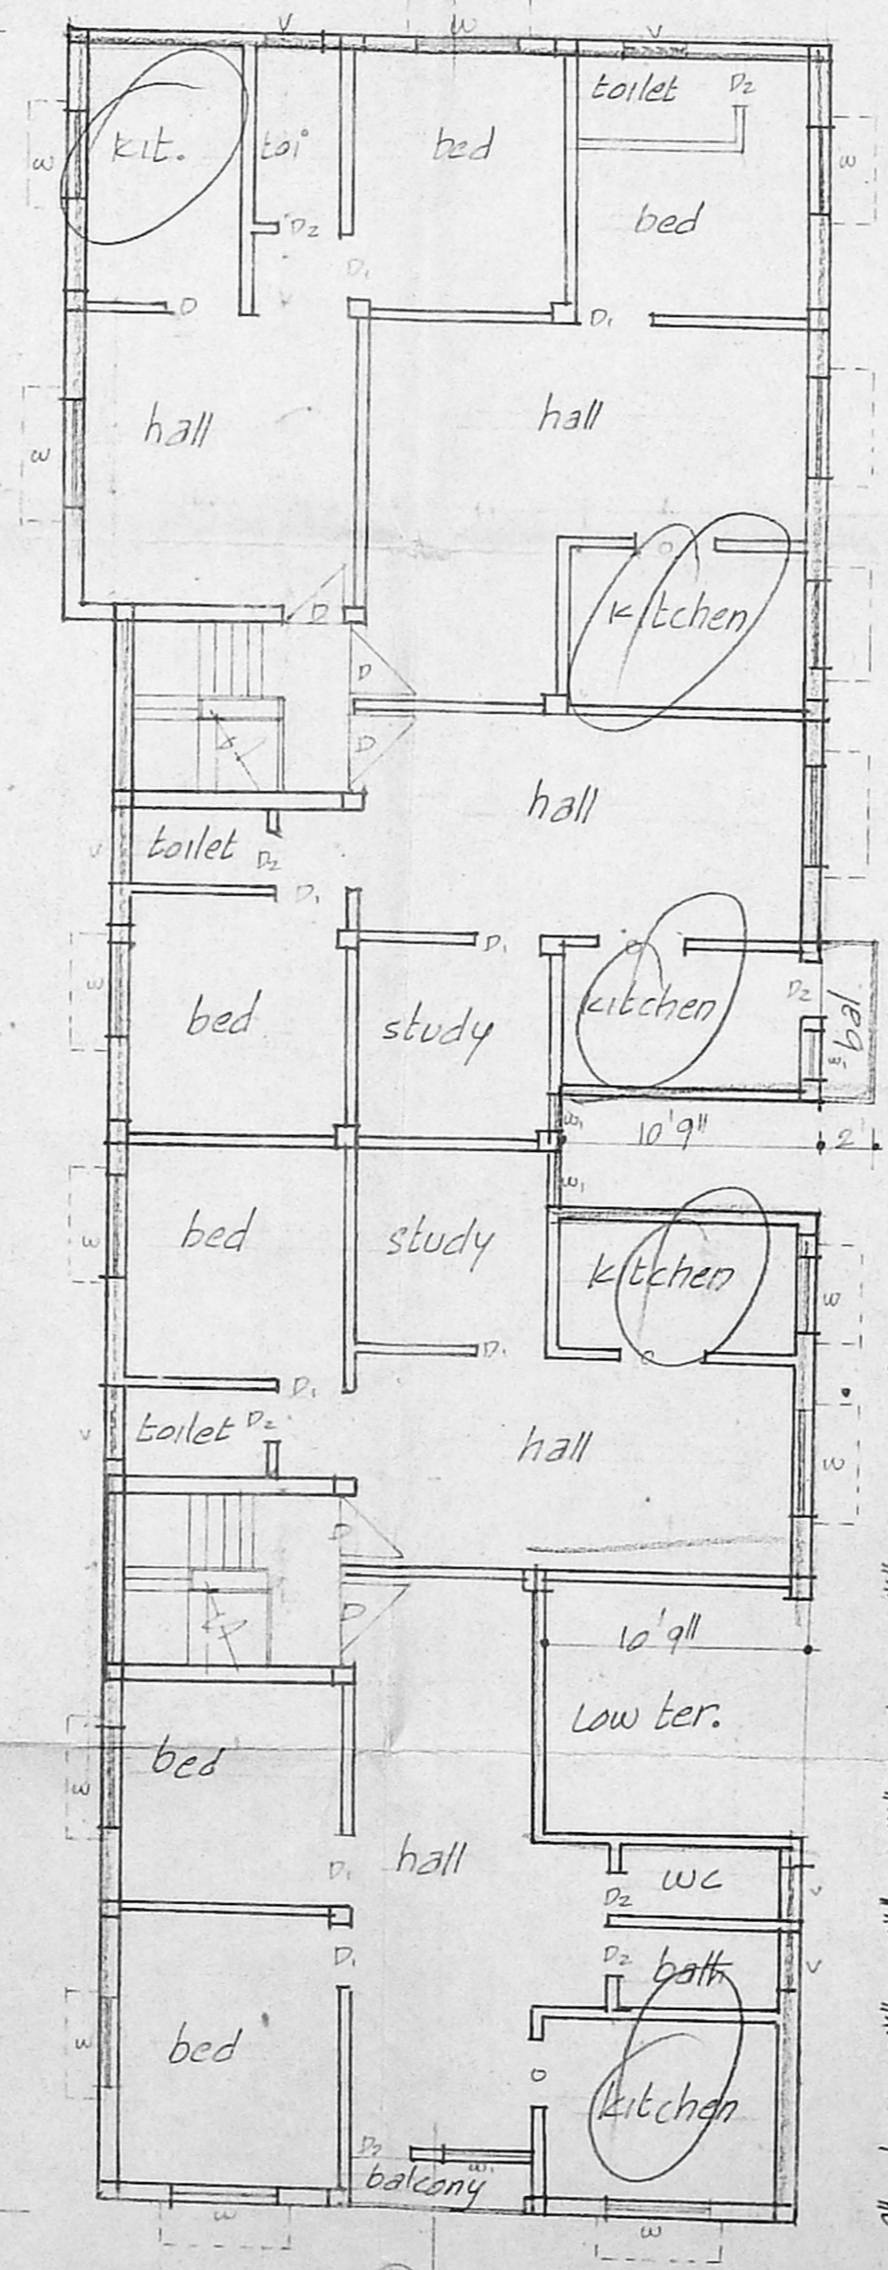 V W V
toilet D2
kit. toi bed
W W
bed
D2
D1
O D1
hall hall
W
O
kitchen
D
D
D
hall
toilet
V D2
D1
D1 O
W bed study kitchen D2 bal.
W1
W1 10'9" 2'
W1
bed study kitchen
W W
D1 O
D1
toilet D2
V hall W
D
D
10'9"
Low ter.
bed
W
hall
D1 WC V
D2
D1 D2 bath V
bed
W O kitchen
D2 W1
balcony
W W